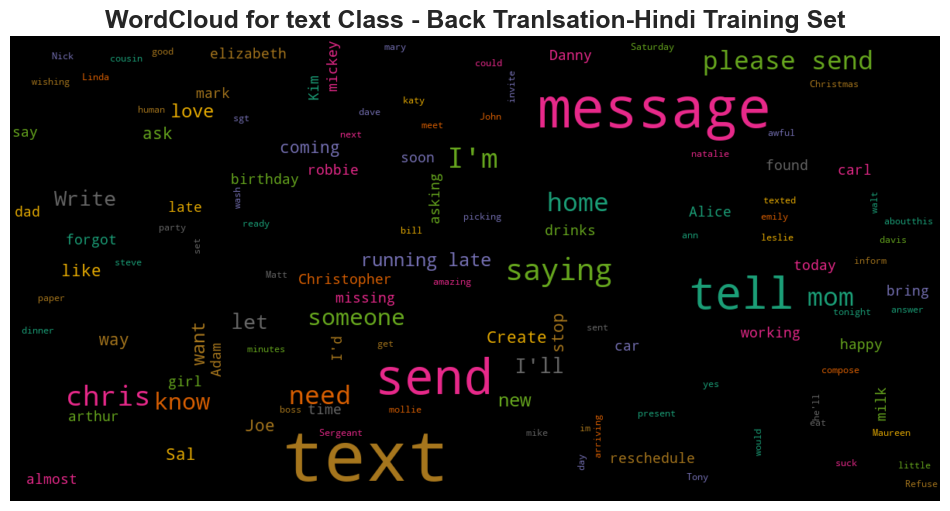 WordCloud for text Class - Back Tranlsation-Hindi Training Set
mary
good
Saturday
Nick
cousin
elizabeth
mickey
Danny
could
please send
wishing
Linda
Kim
invite
Christmas
mark
love
human
sgt
dave
katy
John
message
say
ask
next
meet
awful
coming
soon
I'm
natalie
robbie
birthday
found
carl
Write
wash
asking
home
texted
walt
dad
late
picking
Alice
emily
aboutthis
party
ready
bill
drinks
ann
leslie
davis
forgot
set
steve
running late
saying
today
inform
like
Matt
Christopher
amazing
tell
mom
bring
paper
missing
tonight
answer
dinner
let
someone
sent
working
want
way
Adam
minutes
I'd
get
Create
stop
car
happy
girl
send
I'll
yes
compose
chris
know
need
new
milk
he'll
arthur
boss
time
mollie
present
eat
Joe
Sergeant
mike
im
arriving
would
Maureen
Sal
text
day
reschedule
suck
little
almost
Tony
Refuse